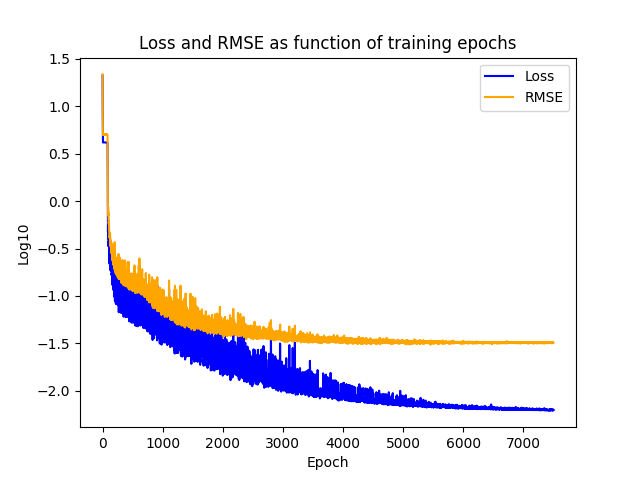 Loss and RMSE as function of training epochs
Loss
RMSE
1.5
1.0
0.5
0.0
−0.5
−1.0
−1.5
−2.0
Log10
0 1000 2000 3000 4000 5000 6000 7000
Epoch